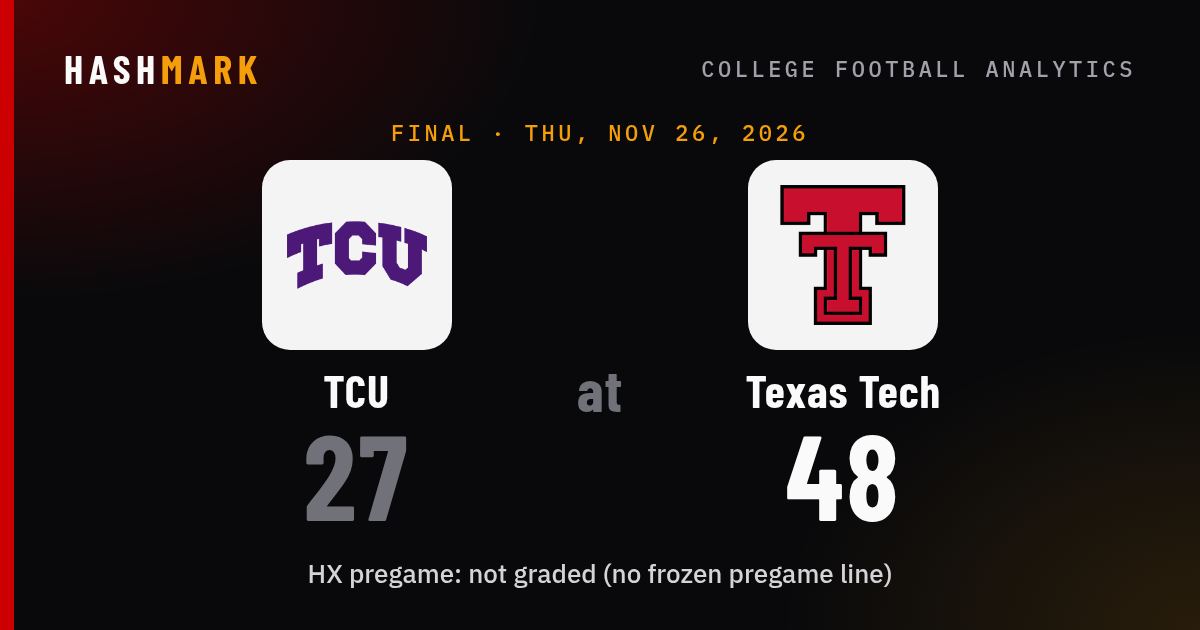 HASHMARK
COLLEGE FOOTBALL ANALYTICS
FINAL · THU, NOV 26, 2026
TCU
TT
TCU
at
Texas Tech
27
48
HX pregame: not graded (no frozen pregame line)